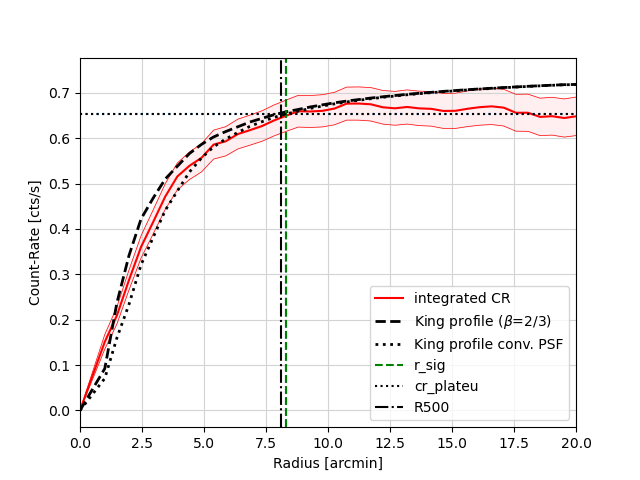 0.7
0.6
0.5
0.4
0.3
0.2
0.1
0.0
Count-Rate [cts/s]
integrated CR
King profile (β=2/3)
King profile conv. PSF
r_sig
cr_plateu
R500
0.0 2.5 5.0 7.5 10.0 12.5 15.0 17.5 20.0
Radius [arcmin]